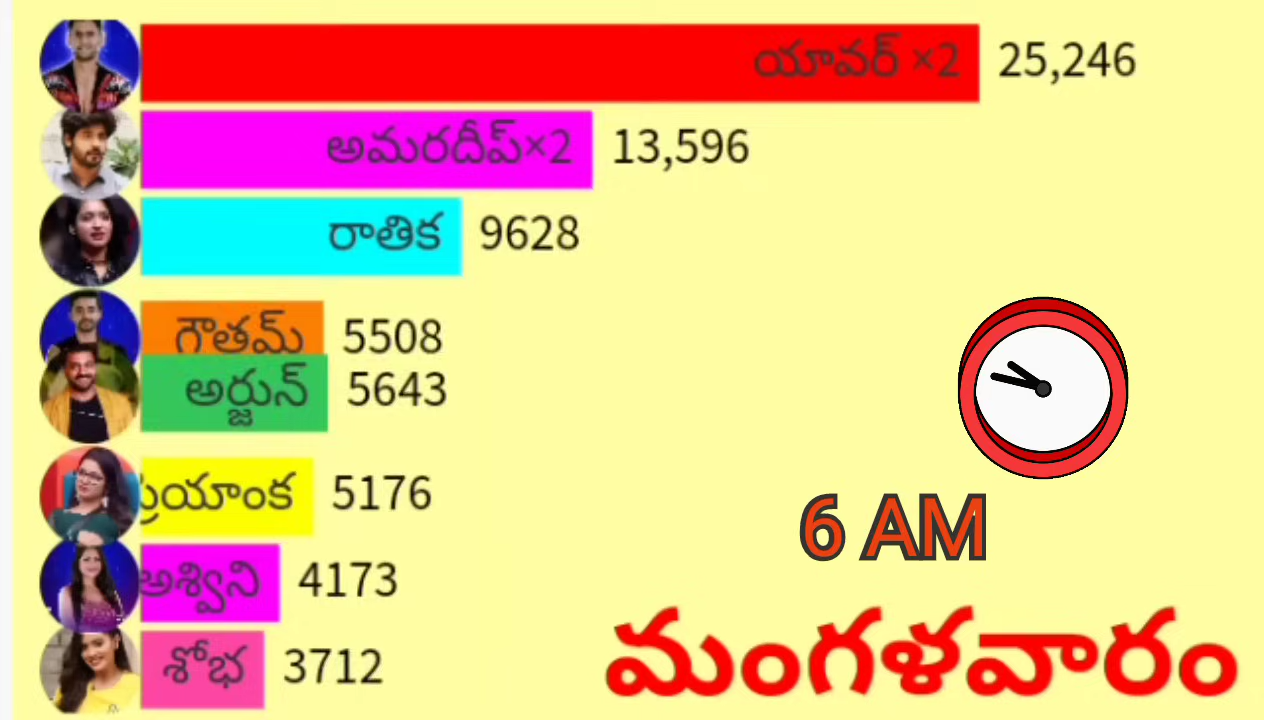 యావర్ ×2 25,246
అమరదీప్×2 13,596
రాతిక 9628
గౌతమ్ 5508
అర్జున్ 5643
ప్రియాంక 5176
అశ్విని 4173
శోభ 3712
6 AM
మంగళవారం